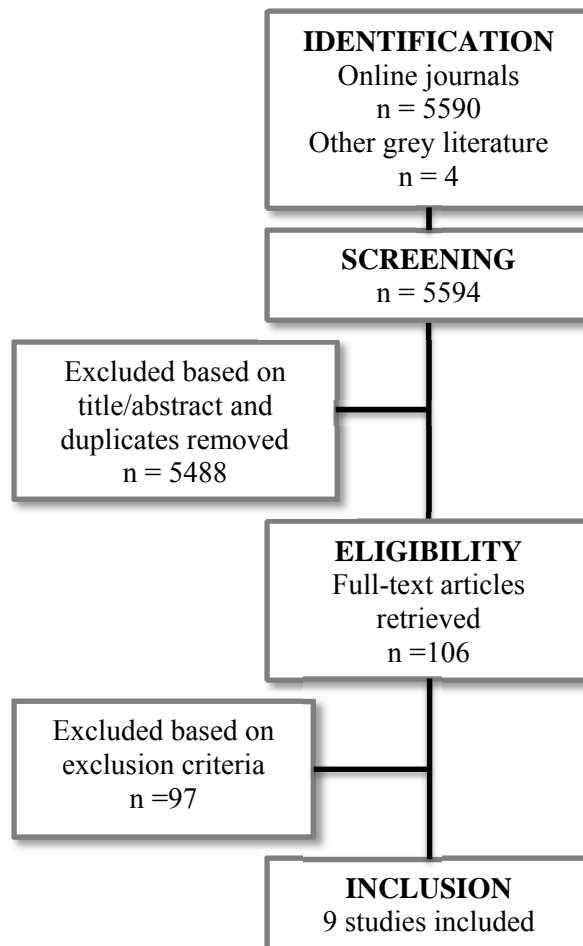 IDENTIFICATION
Online journals
n = 5590
Other grey literature
n = 4
SCREENING
n = 5594
Excluded based on
title/abstract and
duplicates removed
n = 5488
ELIGIBILITY
Full-text articles
retrieved
n =106
Excluded based on
exclusion criteria
n =97
INCLUSION
9 studies included